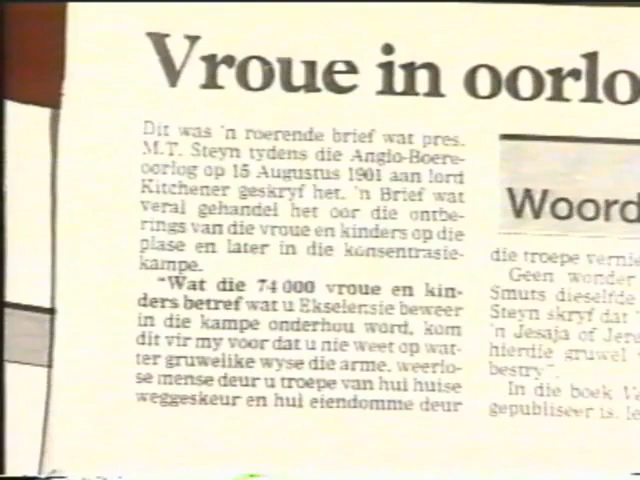 Vroue in oorlo
Dit was 'n roerende brief wat pres.
M.T. Steyn tydens die Anglo-Boere-
oorlog op 15 Augustus 1901 aan lord
Kitchener geskryf het. 'n Brief wat
veral gehandel het oor die ontbe-
rings van die vroue en kinders op die
plase en later in die konsentrasie-
kampe.
"Wat die 74 000 vroue en kin-
ders betref wat u Ekselensie beweer
in die kampe onderhou word, kom
dit vir my voor dat u nie weet op wat-
ter gruwelike wyse die arme, weerlo-
se mense deur u troepe van hul huise
weggeskeur en hul eiendomme deur
Woord
die troepe vernie
Geen wonder
Smuts dieselfde
Steyn skryf dat
'n Jesaja of Jere
hierdie gruwel
bestry".
In die boek
gepubliseer is,